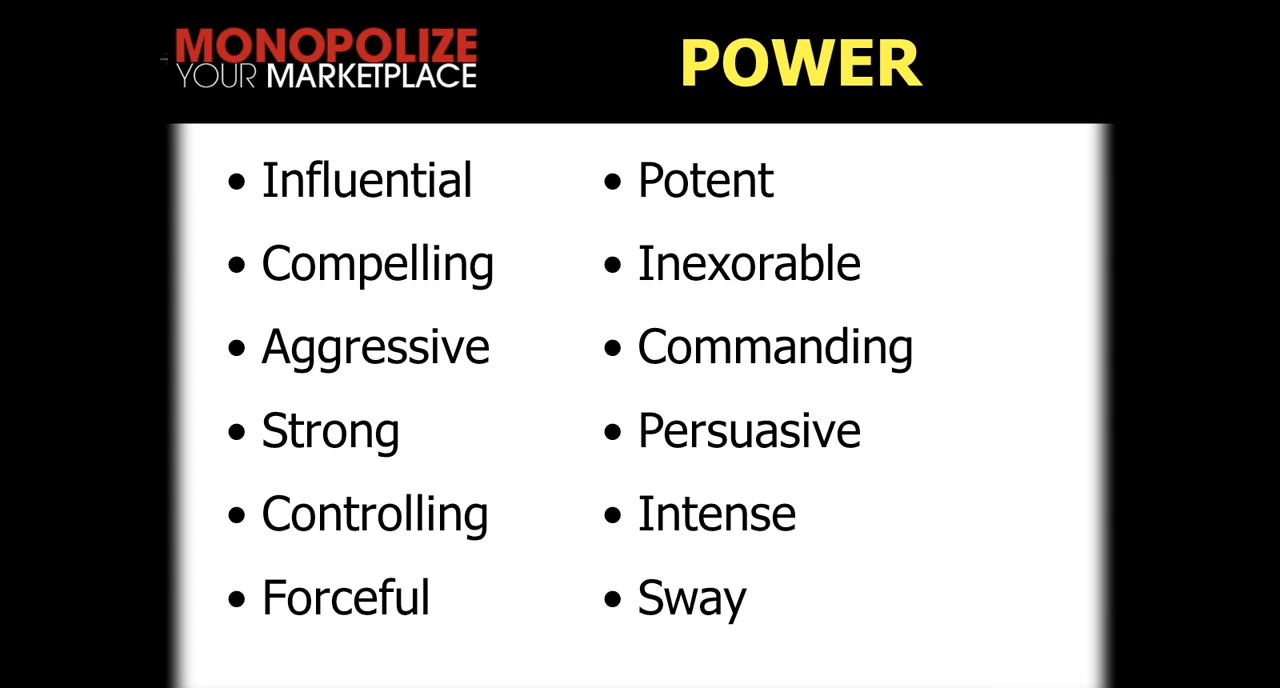 MONOPOLIZE
YOUR MARKETPLACE
POWER
• Influential
• Compelling
• Aggressive
• Strong
• Controlling
• Forceful
• Potent
• Inexorable
• Commanding
• Persuasive
• Intense
• Sway